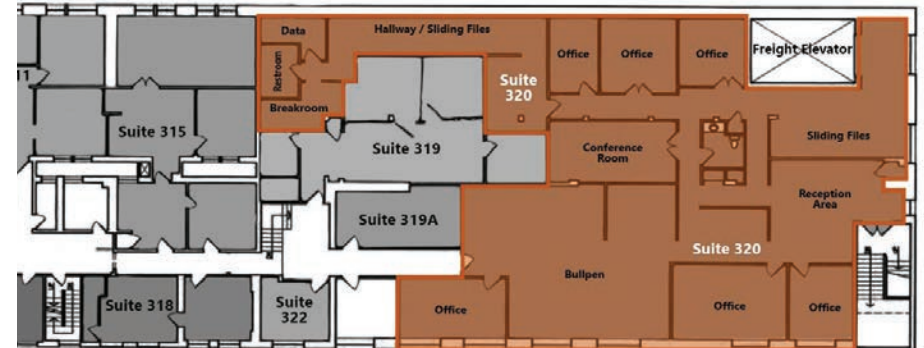 Data
Hallway / Sliding Files
Restroom
Breakroom
Office
Office
Office
Freight Elevator
Suite
320
11
Suite 315
Suite 319
Conference
Room
Sliding Files
Reception
Area
Suite 319A
Suite 320
Bullpen
Suite 318
Suite
322
Office
Office
Office